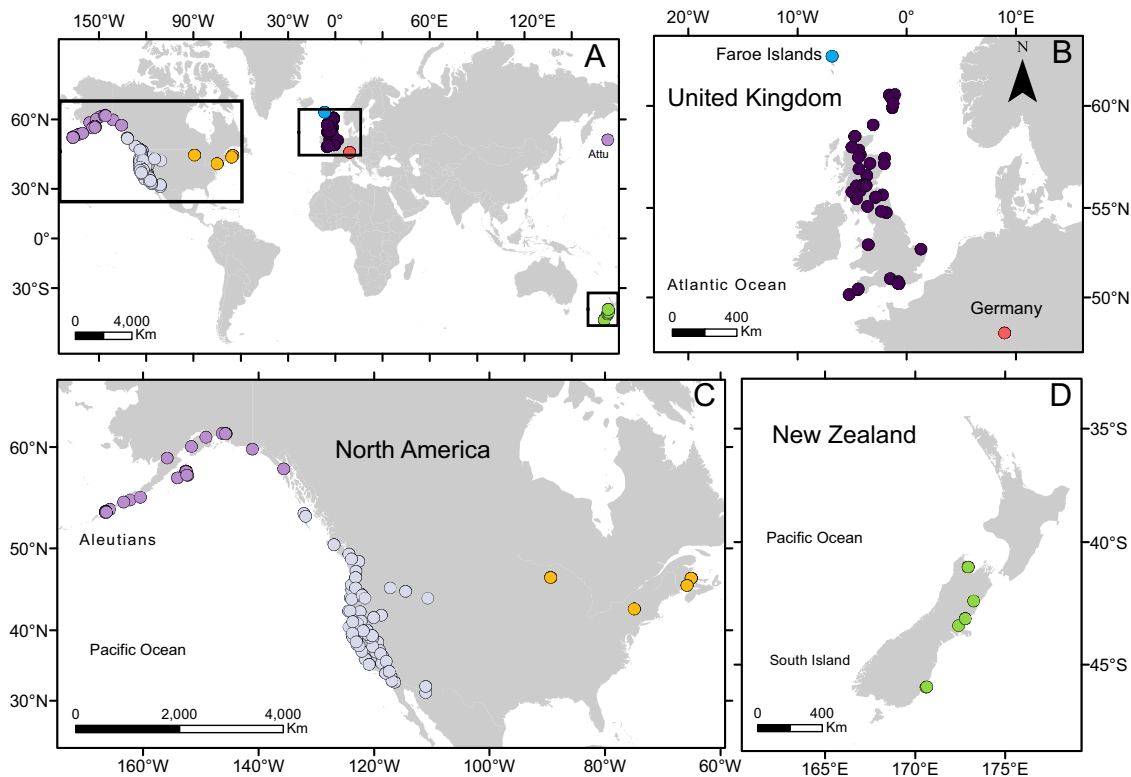 150°W 90°W 30°W 0° 30°E 60°E 120°E
A
60°N
30°N
0°
30°S
Attu
0 4,000
Km
20°W 10°W 0° 10°E
B
N
Faroe Islands
United Kingdom
60°N
55°N
50°N
Atlantic Ocean
Germany
0 400
Km
C
North America
60°N
50°N
40°N
30°N
Aleutians
Pacific Ocean
0 2,000 4,000
Km
160°W 140°W 120°W 100°W 80°W 60°W
D
New Zealand
35°S
40°S
45°S
Pacific Ocean
South Island
0 400
Km
165°E 170°E 175°E